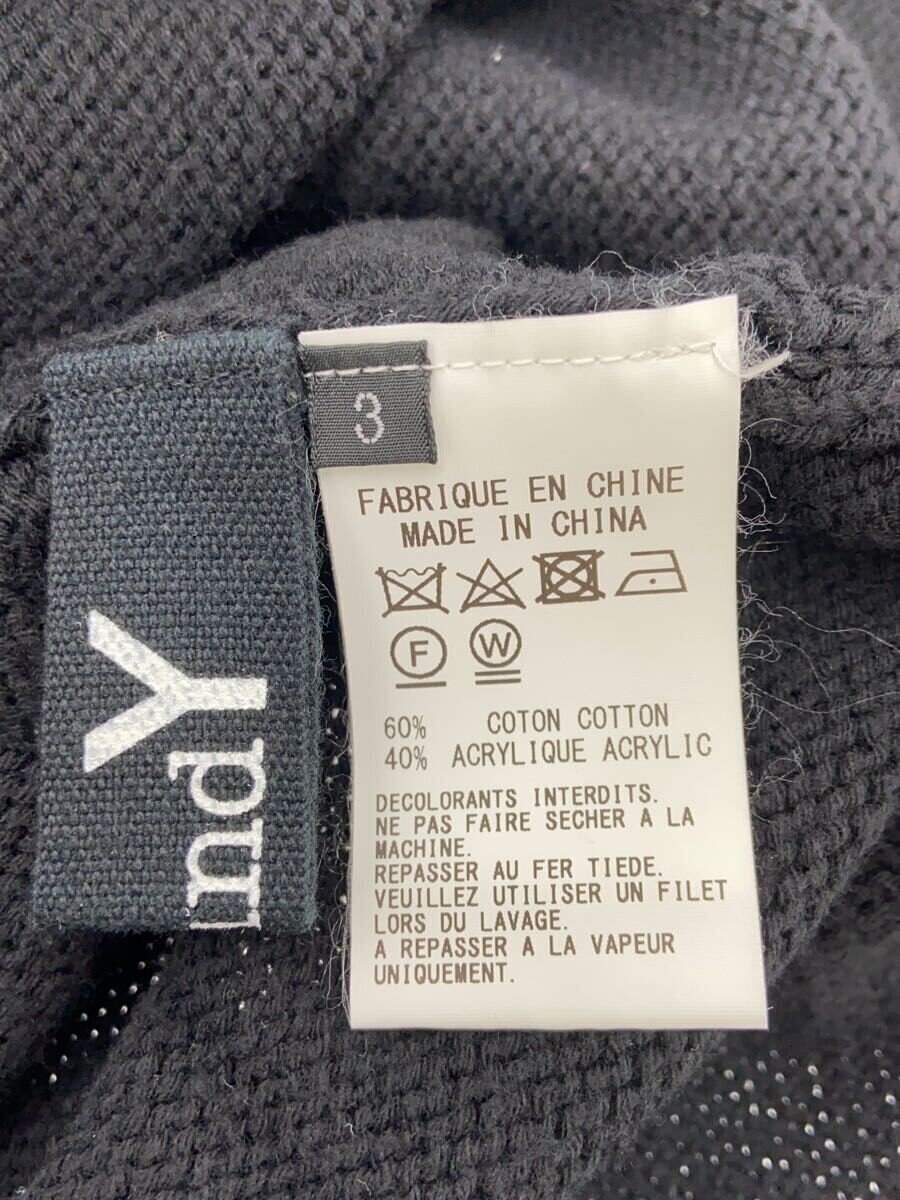 Y
3
FABRIQUE EN CHINE
MADE IN CHINA
F W
60% COTON COTTON
40% ACRYLIQUE ACRYLIC
DECOLORANTS INTERDITS.
NE PAS FAIRE SECHER A LA
MACHINE.
REPASSER AU FER TIEDE.
VEUILLEZ UTILISER UN FILET
LORS DU LAVAGE.
A REPASSER A LA VAPEUR
UNIQUEMENT.